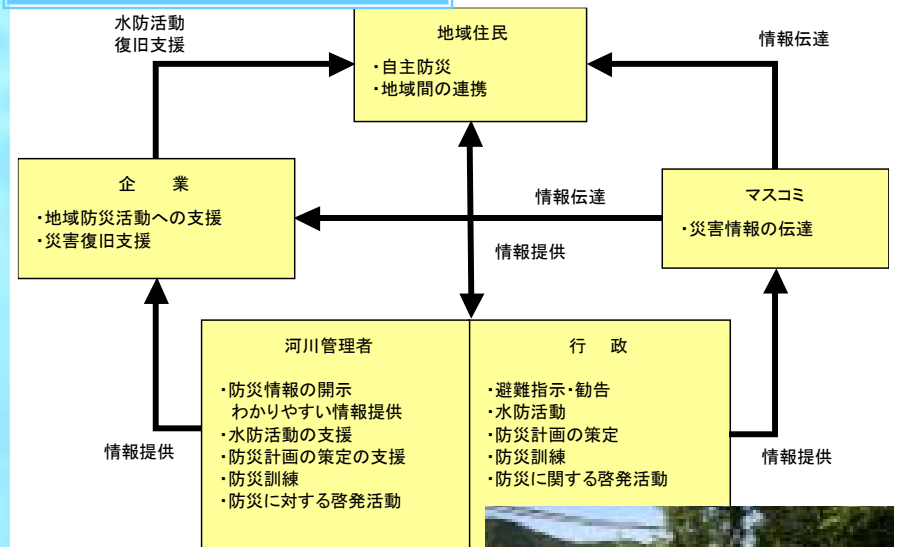 水防活動
復旧支援
地域住民
・自主防災
・地域間の連携
情報伝達
企 業
・地域防災活動への支援
・災害復旧支援
情報伝達
マスコミ
・災害情報の伝達
情報提供
河川管理者
・防災情報の開示
わかりやすい情報提供
・水防活動の支援
・防災計画の策定の支援
・防災訓練
・防災に対する啓発活動
行 政
・避難指示・勧告
・水防活動
・防災計画の策定
・防災訓練
・防災に関する啓発活動
情報提供
情報提供